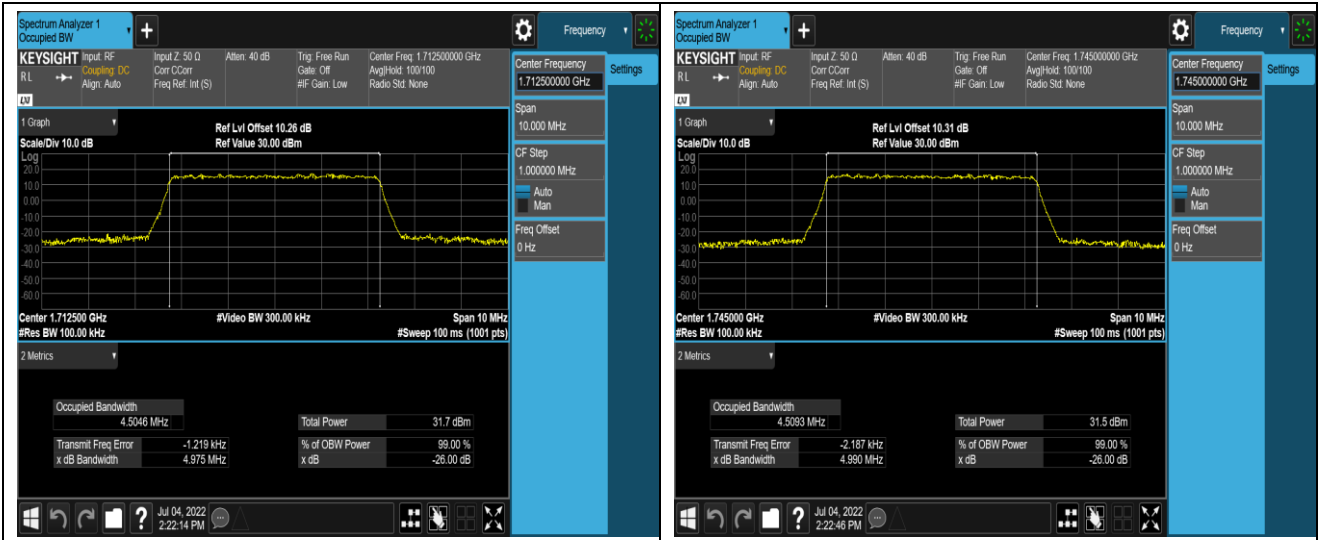 Spectrum Analyzer 1
Occupied BW
+
Frequency
KEYSIGHT Input: RF Input Z: 50 Ω Atten: 40 dB Trig: Free Run Center Freq: 1.712500000 GHz
Coupling: DC Corr CCorr Gate: Off Avg|Hold: 100/100
RL Align: Auto Freq Ref: Int (S) #IF Gain: Low Radio Std: None
LXI
Center Frequency
1.712500000 GHz
Settings
Span
10.000 MHz
CF Step
1.000000 MHz
Auto
Man
Freq Offset
0 Hz
1 Graph
Ref Lvl Offset 10.26 dB
Scale/Div 10.0 dB Ref Value 30.00 dBm
Log
20.0
10.0
0.00
-10.0
-20.0
-30.0
-40.0
-50.0
-60.0
Center 1.712500 GHz #Video BW 300.00 kHz Span 10 MHz
#Res BW 100.00 kHz #Sweep 100 ms (1001 pts)
2 Metrics
Occupied Bandwidth
4.5046 MHz Total Power 31.7 dBm
Transmit Freq Error -1.219 kHz % of OBW Power 99.00 %
x dB Bandwidth 4.975 MHz x dB -26.00 dB
? Jul 04, 2022
2:22:14 PM
Spectrum Analyzer 1
Occupied BW
+
Frequency
KEYSIGHT Input: RF Input Z: 50 Ω Atten: 40 dB Trig: Free Run Center Freq: 1.745000000 GHz
Coupling: DC Corr CCorr Gate: Off Avg|Hold: 100/100
RL Align: Auto Freq Ref: Int (S) #IF Gain: Low Radio Std: None
LXI
Center Frequency
1.745000000 GHz
Settings
Span
10.000 MHz
CF Step
1.000000 MHz
Auto
Man
Freq Offset
0 Hz
1 Graph
Ref Lvl Offset 10.31 dB
Scale/Div 10.0 dB Ref Value 30.00 dBm
Log
20.0
10.0
0.00
-10.0
-20.0
-30.0
-40.0
-50.0
-60.0
Center 1.745000 GHz #Video BW 300.00 kHz Span 10 MHz
#Res BW 100.00 kHz #Sweep 100 ms (1001 pts)
2 Metrics
Occupied Bandwidth
4.5093 MHz Total Power 31.5 dBm
Transmit Freq Error -2.187 kHz % of OBW Power 99.00 %
x dB Bandwidth 4.990 MHz x dB -26.00 dB
? Jul 04, 2022
2:22:46 PM